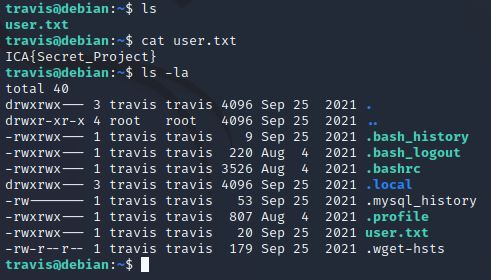 travis@debian:~$ ls
user.txt
travis@debian:~$ cat user.txt
ICA{Secret_Project}
travis@debian:~$ ls -la
total 40
drwxrwx--- 3 travis travis 4096 Sep 25  2021 .
drwxr-xr-x 4 root   root   4096 Sep 25  2021 ..
-rwxrwx--- 1 travis travis    9 Sep 25  2021 .bash_history
-rwxrwx--- 1 travis travis  220 Aug  4  2021 .bash_logout
-rwxrwx--- 1 travis travis 3526 Aug  4  2021 .bashrc
drwxrwx--- 3 travis travis 4096 Sep 25  2021 .local
-rw------- 1 travis travis   53 Sep 25  2021 .mysql_history
-rwxrwx--- 1 travis travis  807 Aug  4  2021 .profile
-rwxrwx--- 1 travis travis   20 Sep 25  2021 user.txt
-rw-r--r-- 1 travis travis  179 Sep 25  2021 .wget-hsts
travis@debian:~$